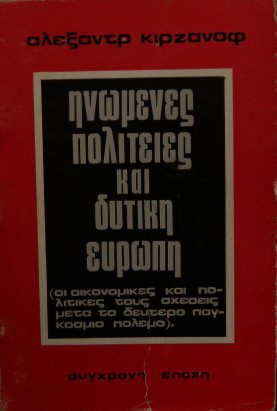 αλεξαντρ κιρζανοφ
ηνωμενες
πολιτειες
και
δυτικη
ευρωπη
(οι οικονομικες και πο-
λιτικες τους σχεσεις
μετα το δευτερο παγ-
κοσμιο πολεμο).
συγχρονη εποχη